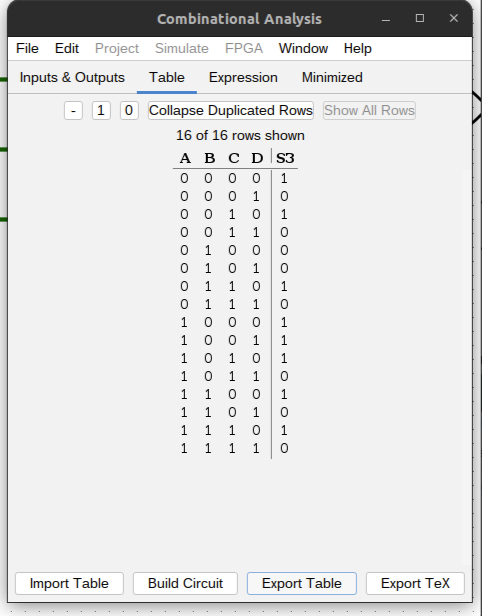 Combinational Analysis
File Edit Project Simulate FPGA Window Help
Inputs & Outputs Table Expression Minimized
- 1 0 Collapse Duplicated Rows Show All Rows
16 of 16 rows shown
A B C D S3
0 0 0 0 1
0 0 0 1 0
0 0 1 0 1
0 0 1 1 0
0 1 0 0 0
0 1 0 1 0
0 1 1 0 1
0 1 1 1 0
1 0 0 0 1
1 0 0 1 1
1 0 1 0 1
1 0 1 1 0
1 1 0 0 1
1 1 0 1 0
1 1 1 0 1
1 1 1 1 0
Import Table Build Circuit Export Table Export TeX